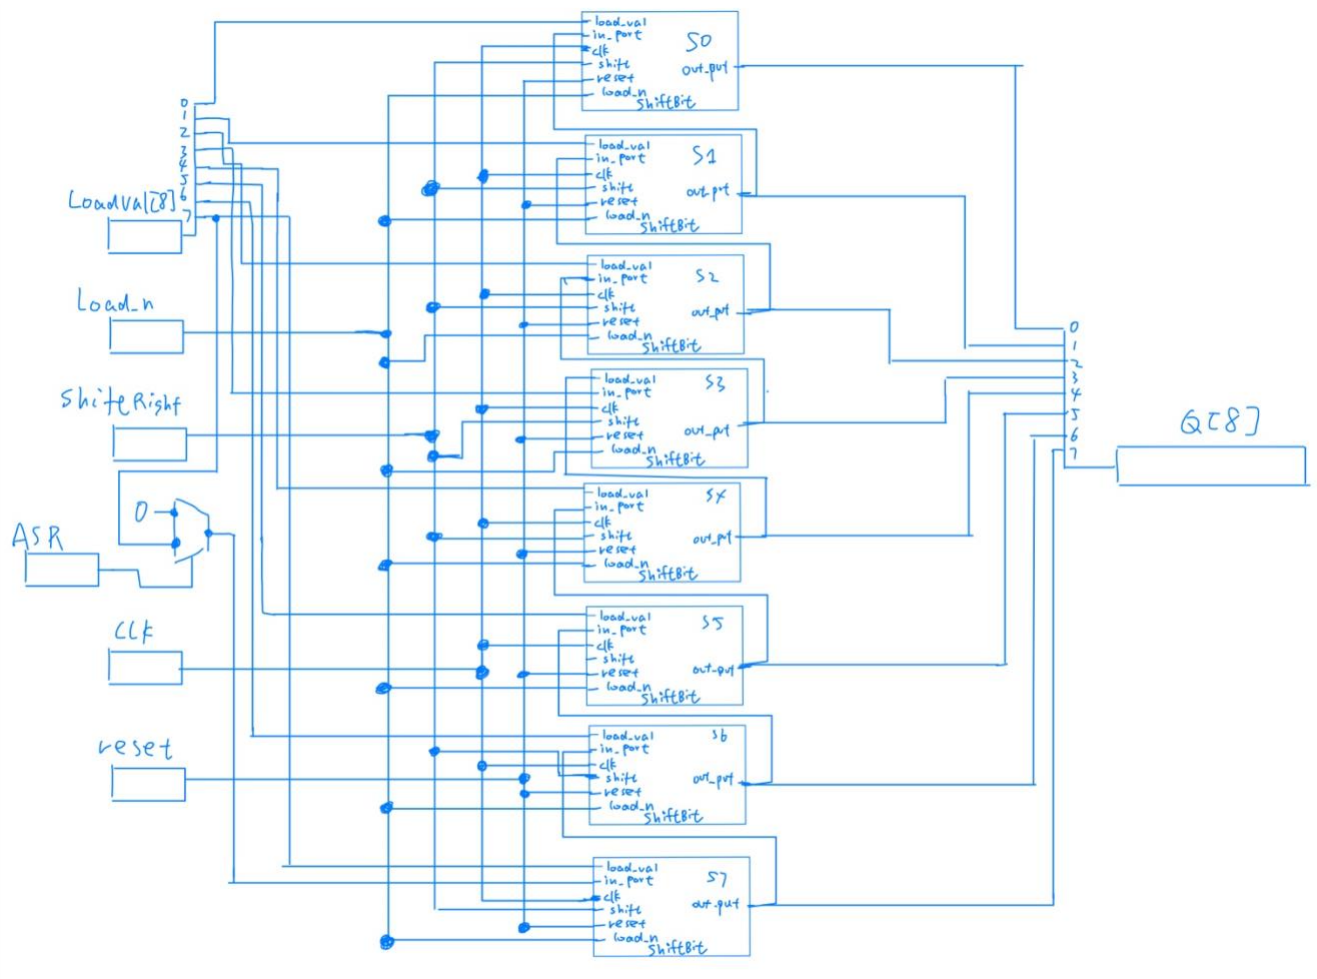 load_val
in_port
clk
shift
reset
load_n
S0
out_put
ShiftBit
0
1
2
3
4
5
6
7
LoadVal[8]
load_val
in_port
clk
shift
reset
load_n
S1
out_prt
ShiftBit
Load_n
load_val
in_port
clk
shift
reset
load_n
S2
out_put
ShiftBit
ShiteRight
load_val
in_port
clk
shift
reset
load_n
S3
out_put
ShiftBit
0
ASR
load_val
in_port
clk
shift
reset
load_n
S4
out_put
ShiftBit
CLK
load_val
in_port
clk
shift
reset
load_n
S5
out_put
ShiftBit
reset
load_val
in_port
clk
shift
reset
load_n
S6
out_put
ShiftBit
load_val
in_port
clk
shift
reset
load_n
S7
out_put
ShiftBit
0
1
2
3
4
5
6
7
Q[8]